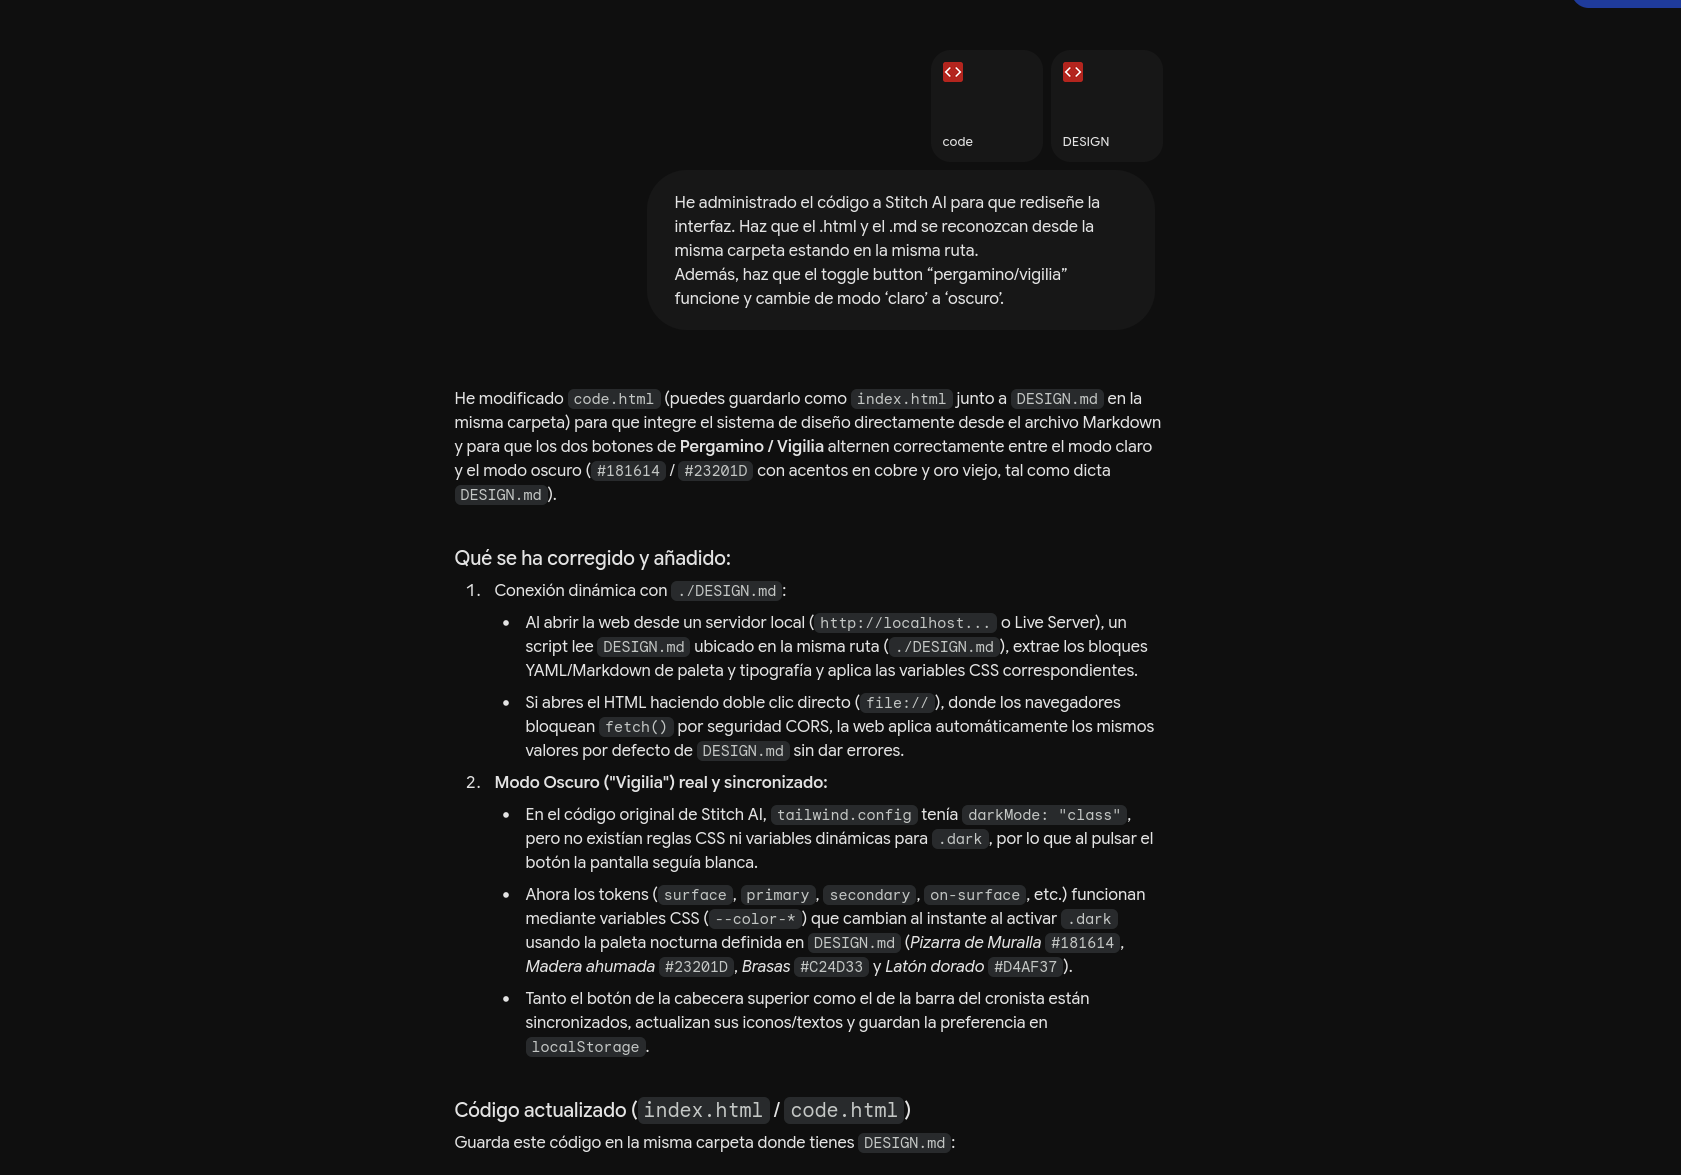 code
DESIGN
He administrado el código a Stitch AI para que rediseñe la
interfaz. Haz que el .html y el .md se reconozcan desde la
misma carpeta estando en la misma ruta.
Además, haz que el toggle button “pergamino/vigilia”
funcione y cambie de modo ‘claro’ a ‘oscuro’.
He modificado code.html (puedes guardarlo como index.html junto a DESIGN.md en la
misma carpeta) para que integre el sistema de diseño directamente desde el archivo Markdown
y para que los dos botones de Pergamino / Vigilia alternen correctamente entre el modo claro
y el modo oscuro (#181614 / #23201D con acentos en cobre y oro viejo, tal como dicta
DESIGN.md).
Qué se ha corregido y añadido:
1. Conexión dinámica con ./DESIGN.md:
• Al abrir la web desde un servidor local (http://localhost... o Live Server), un
script lee DESIGN.md ubicado en la misma ruta (./DESIGN.md), extrae los bloques
YAML/Markdown de paleta y tipografía y aplica las variables CSS correspondientes.
• Si abres el HTML haciendo doble clic directo (file://), donde los navegadores
bloquean fetch() por seguridad CORS, la web aplica automáticamente los mismos
valores por defecto de DESIGN.md sin dar errores.
2. Modo Oscuro ("Vigilia") real y sincronizado:
• En el código original de Stitch AI, tailwind.config tenía darkMode: "class",
pero no existían reglas CSS ni variables dinámicas para .dark, por lo que al pulsar el
botón la pantalla seguía blanca.
• Ahora los tokens (surface, primary, secondary, on-surface, etc.) funcionan
mediante variables CSS (--color-*) que cambian al instante al activar .dark
usando la paleta nocturna definida en DESIGN.md (Pizarra de Muralla #181614,
Madera ahumada #23201D, Brasas #C24D33 y Latón dorado #D4AF37).
• Tanto el botón de la cabecera superior como el de la barra del cronista están
sincronizados, actualizan sus iconos/textos y guardan la preferencia en
localStorage.
Código actualizado (index.html / code.html)
Guarda este código en la misma carpeta donde tienes DESIGN.md: